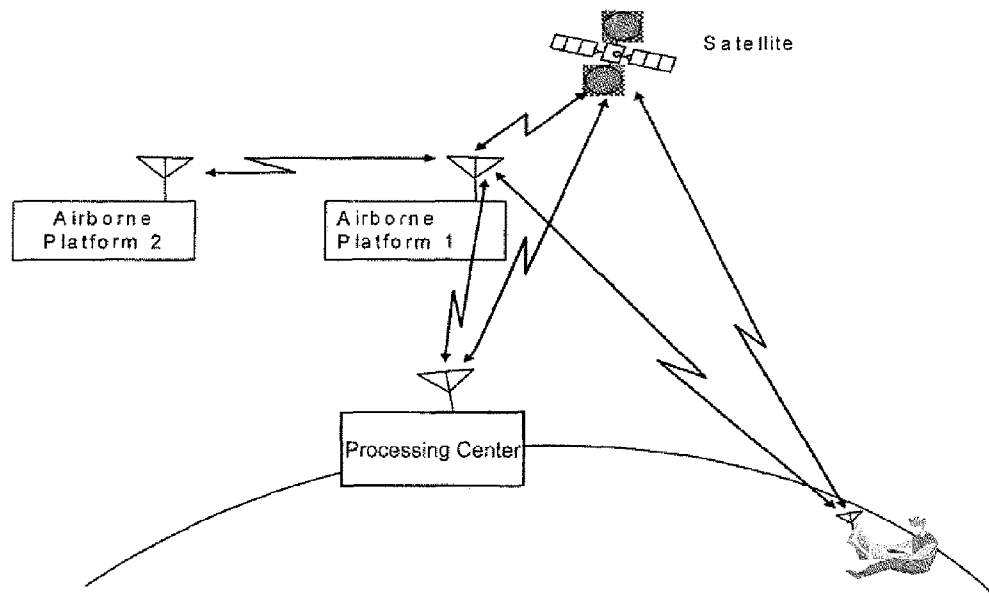 Satellite
Airborne
Platform 2
Airborne
Platform 1
Processing Center